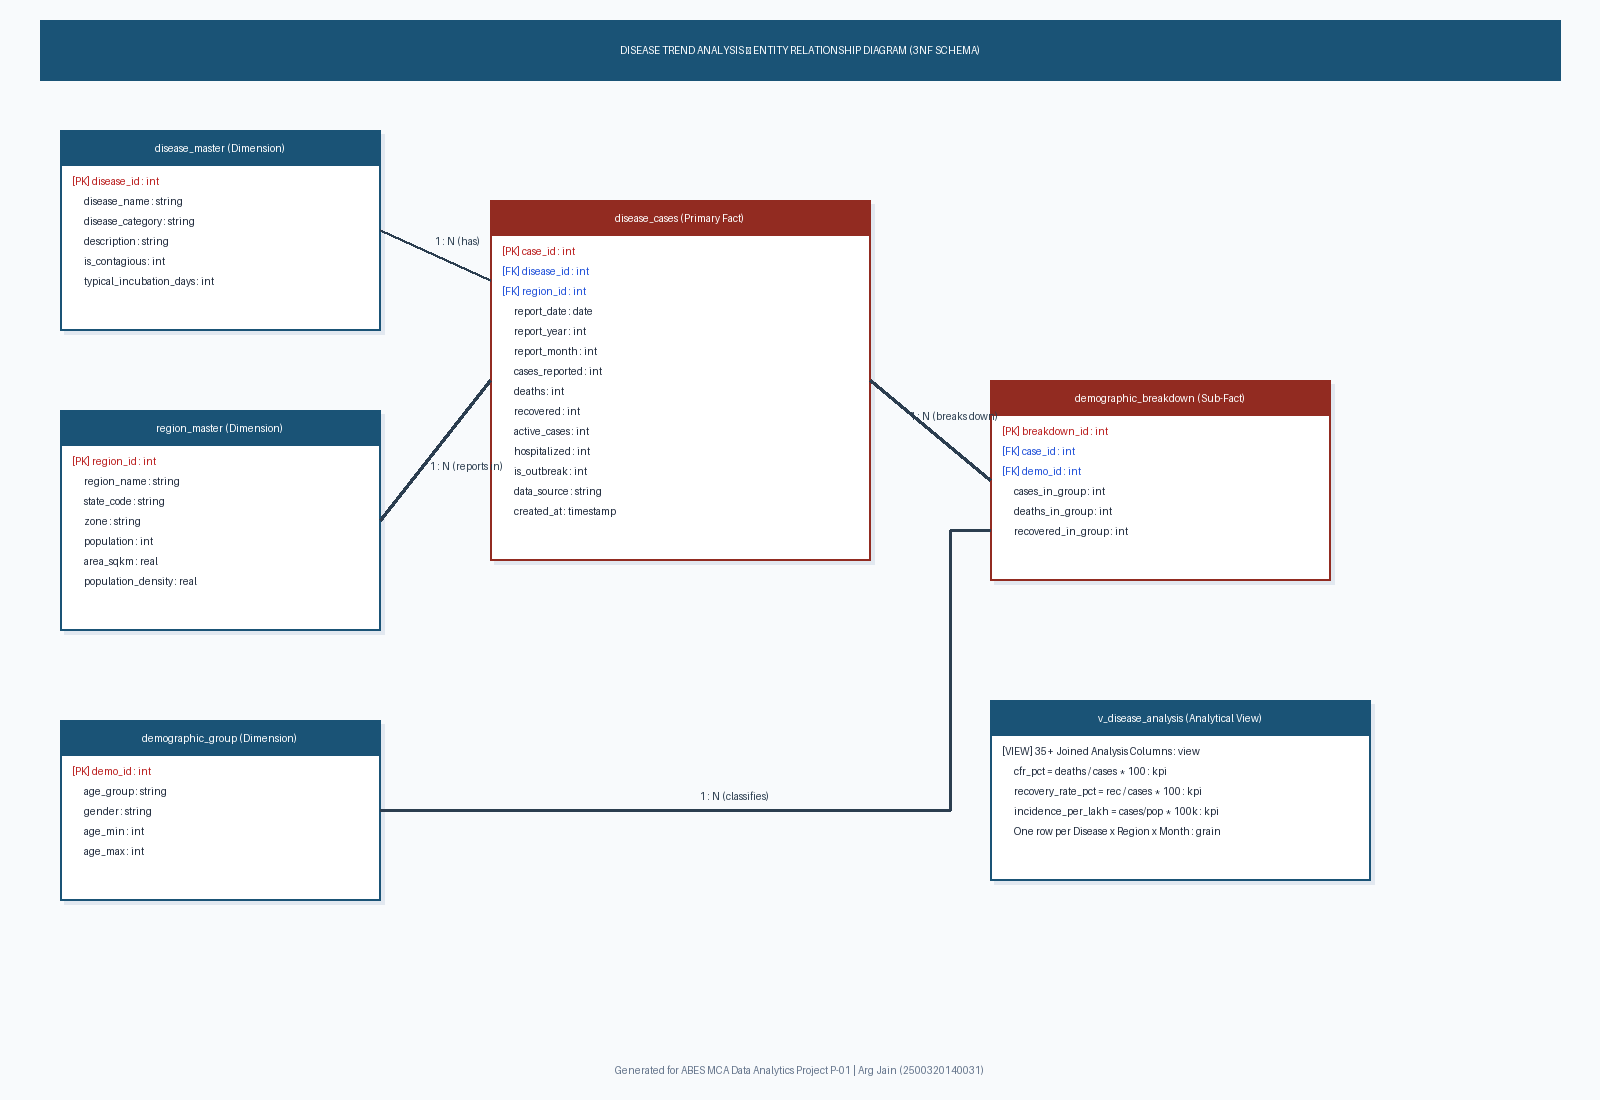 DISEASE TREND ANALYSIS ENTITY RELATIONSHIP DIAGRAM (3NF SCHEMA)
disease_master (Dimension)
[PK] disease_id : int
disease_name : string
disease_category : string
description : string
is_contagious : int
typical_incubation_days : int
1 : N (has)
disease_cases (Primary Fact)
[PK] case_id : int
[FK] disease_id : int
[FK] region_id : int
report_date : date
report_year : int
report_month : int
cases_reported : int
deaths : int
recovered : int
active_cases : int
hospitalized : int
is_outbreak : int
data_source : string
created_at : timestamp
region_master (Dimension)
[PK] region_id : int
region_name : string
state_code : string
zone : string
population : int
area_sqkm : real
population_density : real
1 : N (reports in)
1 : N (breaks down)
demographic_breakdown (Sub-Fact)
[PK] breakdown_id : int
[FK] case_id : int
[FK] demo_id : int
cases_in_group : int
deaths_in_group : int
recovered_in_group : int
demographic_group (Dimension)
[PK] demo_id : int
age_group : string
gender : string
age_min : int
age_max : int
1 : N (classifies)
v_disease_analysis (Analytical View)
[VIEW] 35+ Joined Analysis Columns : view
cfr_pct = deaths / cases * 100 : kpi
recovery_rate_pct = rec / cases * 100 : kpi
incidence_per_lakh = cases/pop * 100k : kpi
One row per Disease x Region x Month : grain
Generated for ABES MCA Data Analytics Project P-01 | Arg Jain (2500320140031)